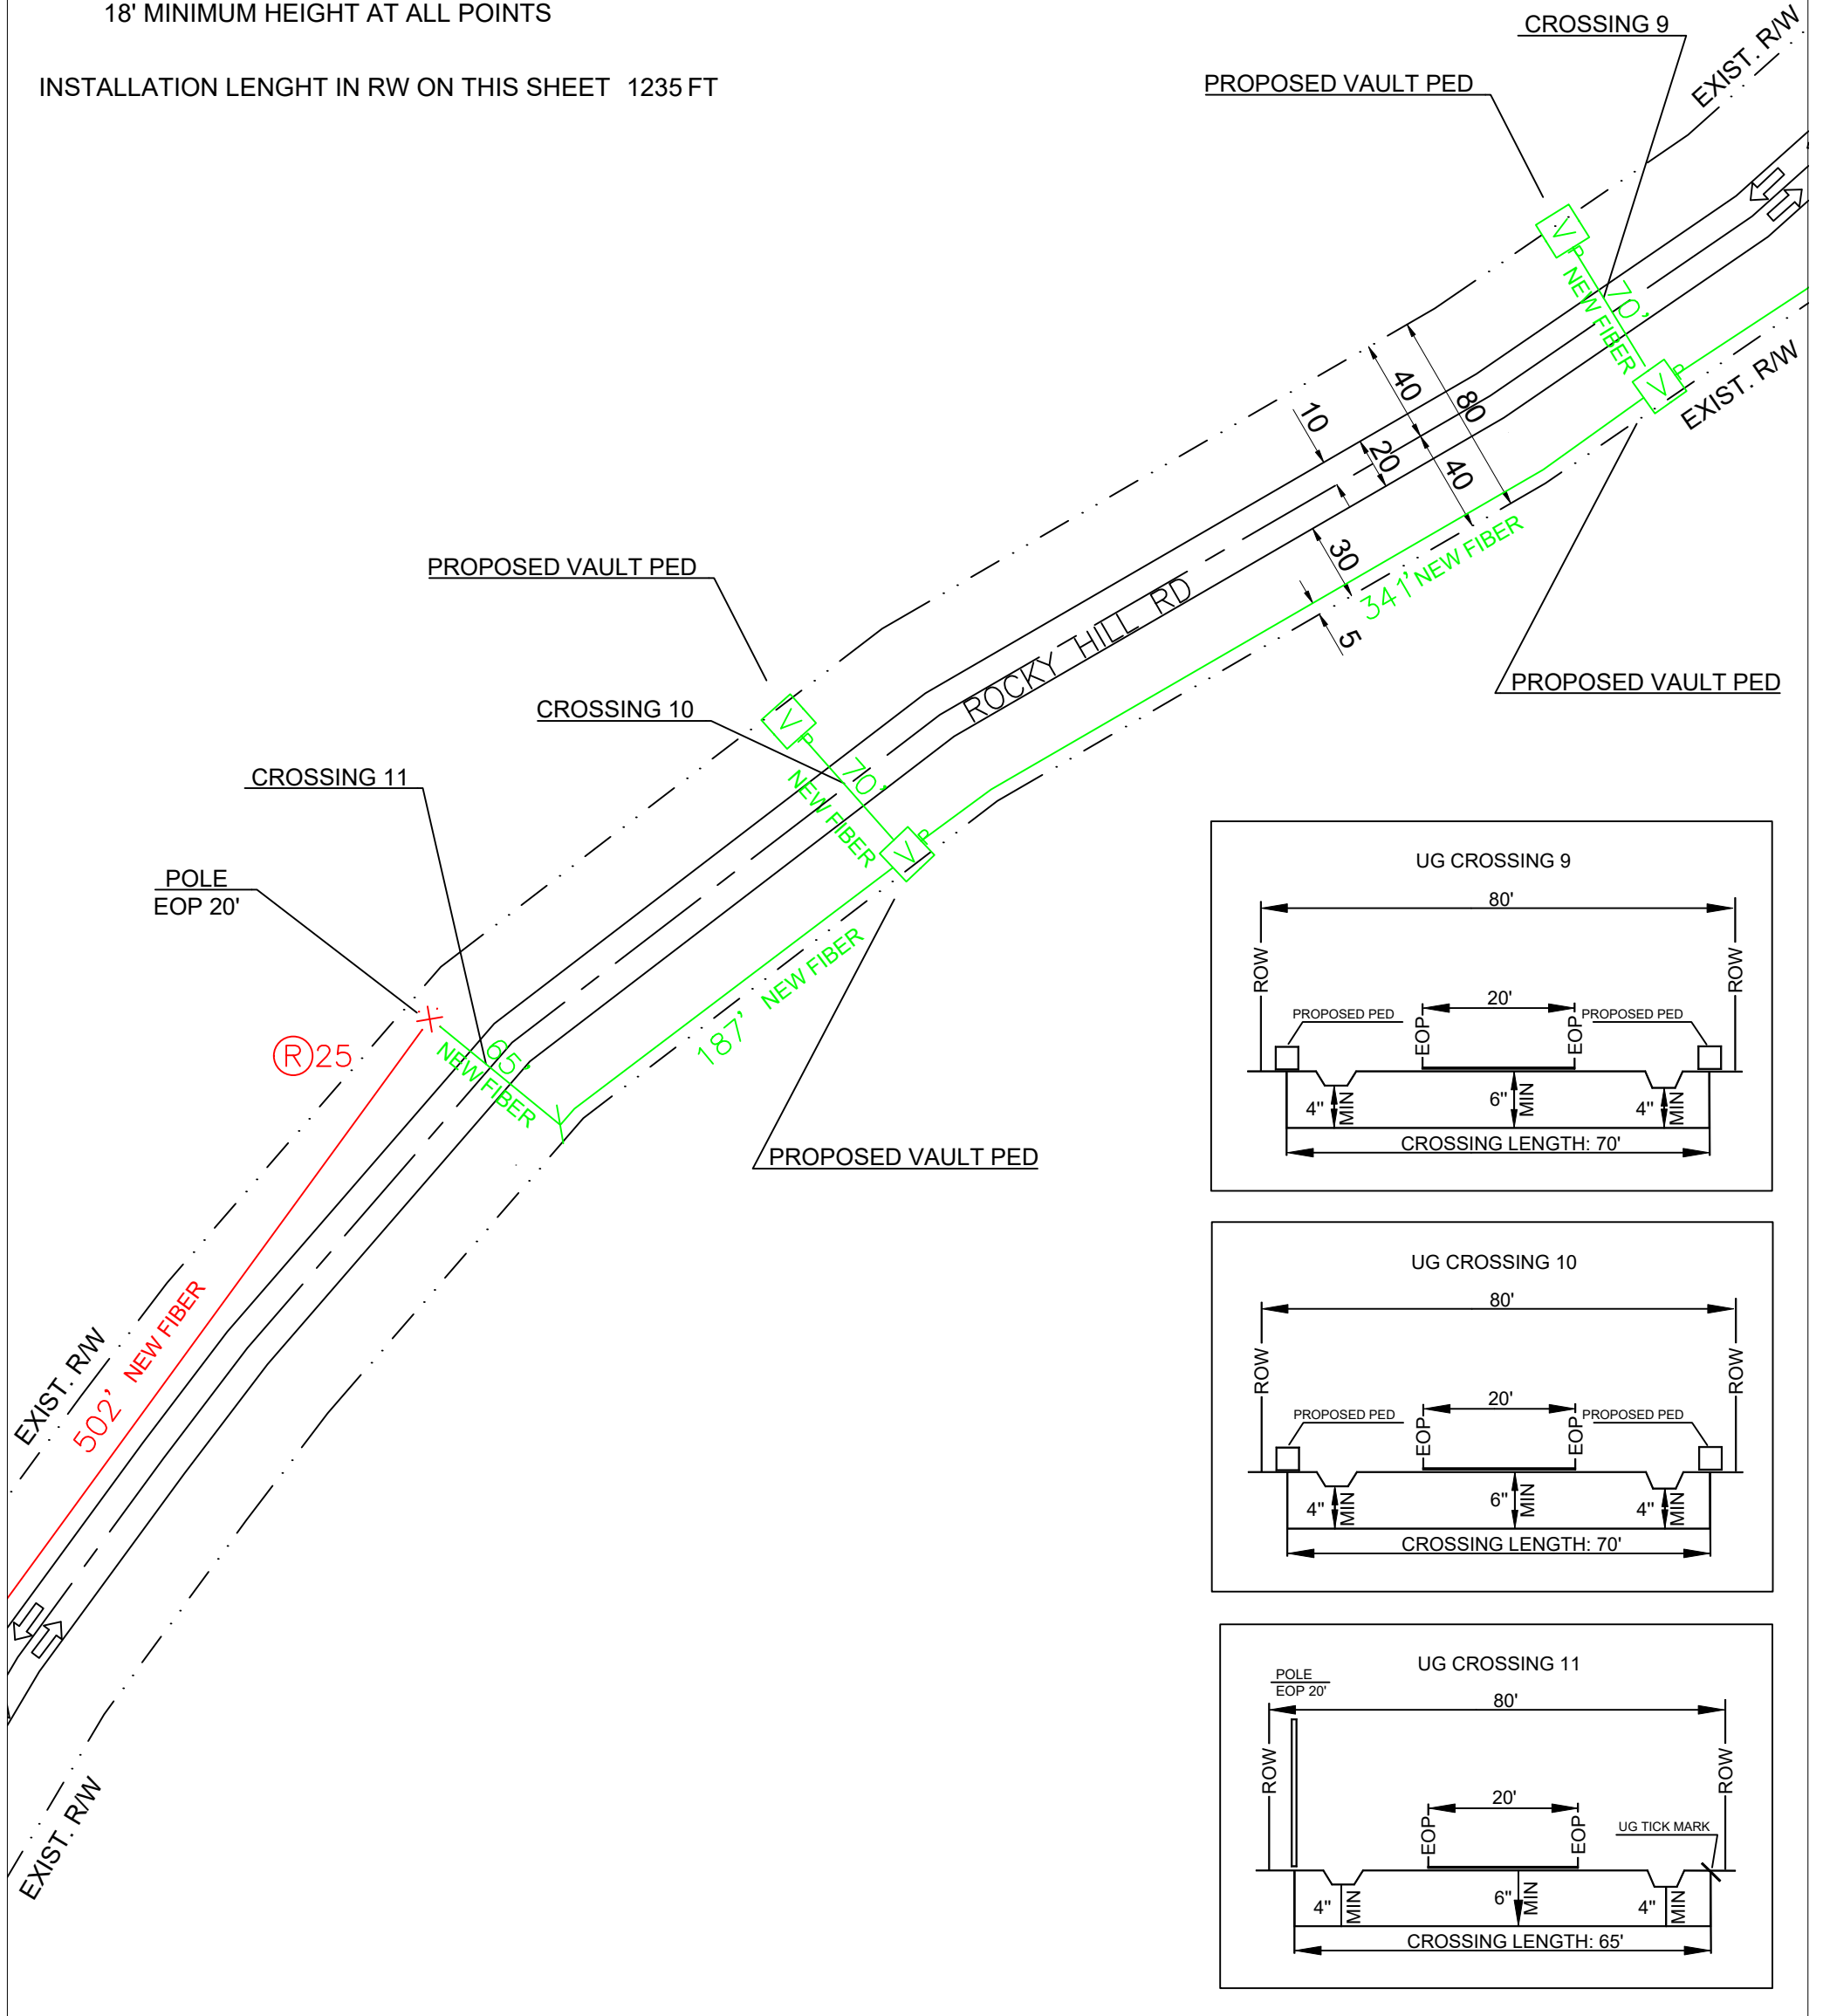 18' MINIMUM HEIGHT AT ALL POINTS
INSTALLATION LENGHT IN RW ON THIS SHEET 1235 FT
CROSSING 9
EXIST. R/W
PROPOSED VAULT PED
V
P
70'
NEW FIBER
V
P
EXIST. R/W
40
80
10
20
40
30
341' NEW FIBER
5
PROPOSED VAULT PED
ROCKY HILL RD
PROPOSED VAULT PED
CROSSING 10
V
P
70'
NEW FIBER
V
P
CROSSING 11
POLE
EOP 20'
187' NEW FIBER
R 25
65'
NEW FIBER
PROPOSED VAULT PED
502' NEW FIBER
EXIST. R/W
EXIST. R/W
UG CROSSING 9
80'
ROW
ROW
20'
PROPOSED PED
EOP
EOP
PROPOSED PED
4" MIN
6" MIN
4" MIN
CROSSING LENGTH: 70'
UG CROSSING 10
80'
ROW
ROW
20'
PROPOSED PED
EOP
EOP
PROPOSED PED
4" MIN
6" MIN
4" MIN
CROSSING LENGTH: 70'
UG CROSSING 11
POLE
EOP 20'
80'
ROW
ROW
20'
EOP
EOP
UG TICK MARK
4" MIN
6" MIN
4" MIN
CROSSING LENGTH: 65'